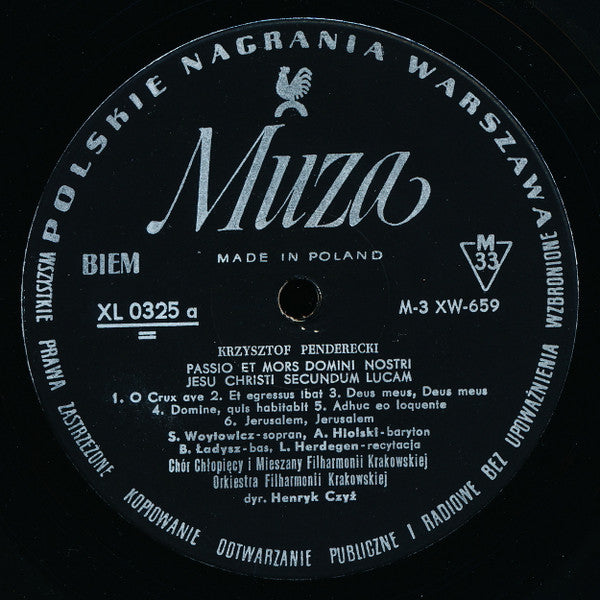 POLSKIE NAGRANIA WARSZAWA
Muza
MADE IN POLAND
BIEM
M
33
XL 0325 a
M-3 XW-659
KRZYSZTOF PENDERECKI
PASSIO ET MORS DOMINI NOSTRI
JESU CHRISTI SECUNDUM LUCAM
1. O Crux ave 2. Et egressus ibat 3. Deus meus, Deus meus
4. Domine, quis habitabit 5. Adhuc eo loquente
6. Jerusalem, Jerusalem
S. Woytowicz-sopran, A. Hiolski-baryton
B. Ładysz-bas, L. Herdegen-recytacja
Chór Chłopięcy i Mieszany Filharmonii Krakowskiej
Orkiestra Filharmonii Krakowskiej
dyr. Henryk Czyż
WSZYSTKIE PRAWA ZASTRZEŻONE KOPIOWANIE ODTWARZANIE PUBLICZNE I RADIOWE BEZ UPOWAŻNIENIA WZBRONIONE